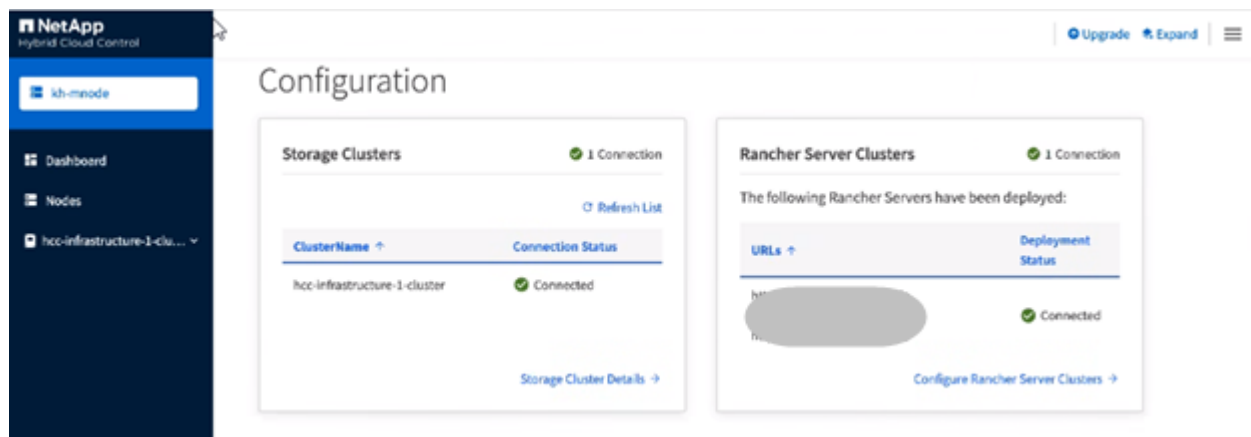 NetApp
Hybrid Cloud Control
Upgrade Expand
kh-mnode
Dashboard
Nodes
hcc-infrastructure-1-clu...
Configuration
Storage Clusters
1 Connection
Refresh List
ClusterName ↑ Connection Status
hcc-infrastructure-1-cluster Connected
Storage Cluster Details →
Rancher Server Clusters
1 Connection
The following Rancher Servers have been deployed:
URLs ↑ Deployment
Status
Connected
Configure Rancher Server Clusters →